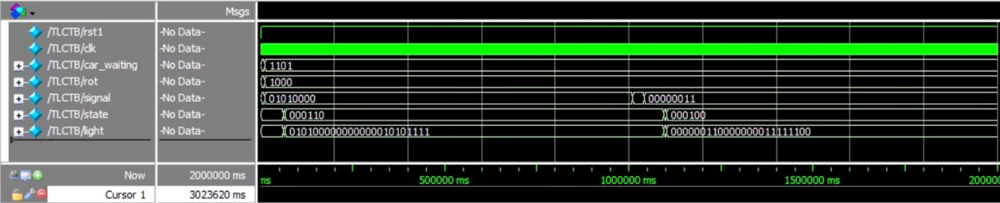 Msgs
/TLCTB/rst1 -No Data-
/TLCTB/clk -No Data-
/TLCTB/car_waiting -No Data- 1101
/TLCTB/rot -No Data- 1000
/TLCTB/signal -No Data- 01010000 00000011
/TLCTB/state -No Data- 000110 000100
/TLCTB/light -No Data- 010100000000000010101111 000000110000000011111100
Now 2000000 ms
ms 500000 ms 1000000 ms 1500000 ms 200000
Cursor 1 3023620 ms